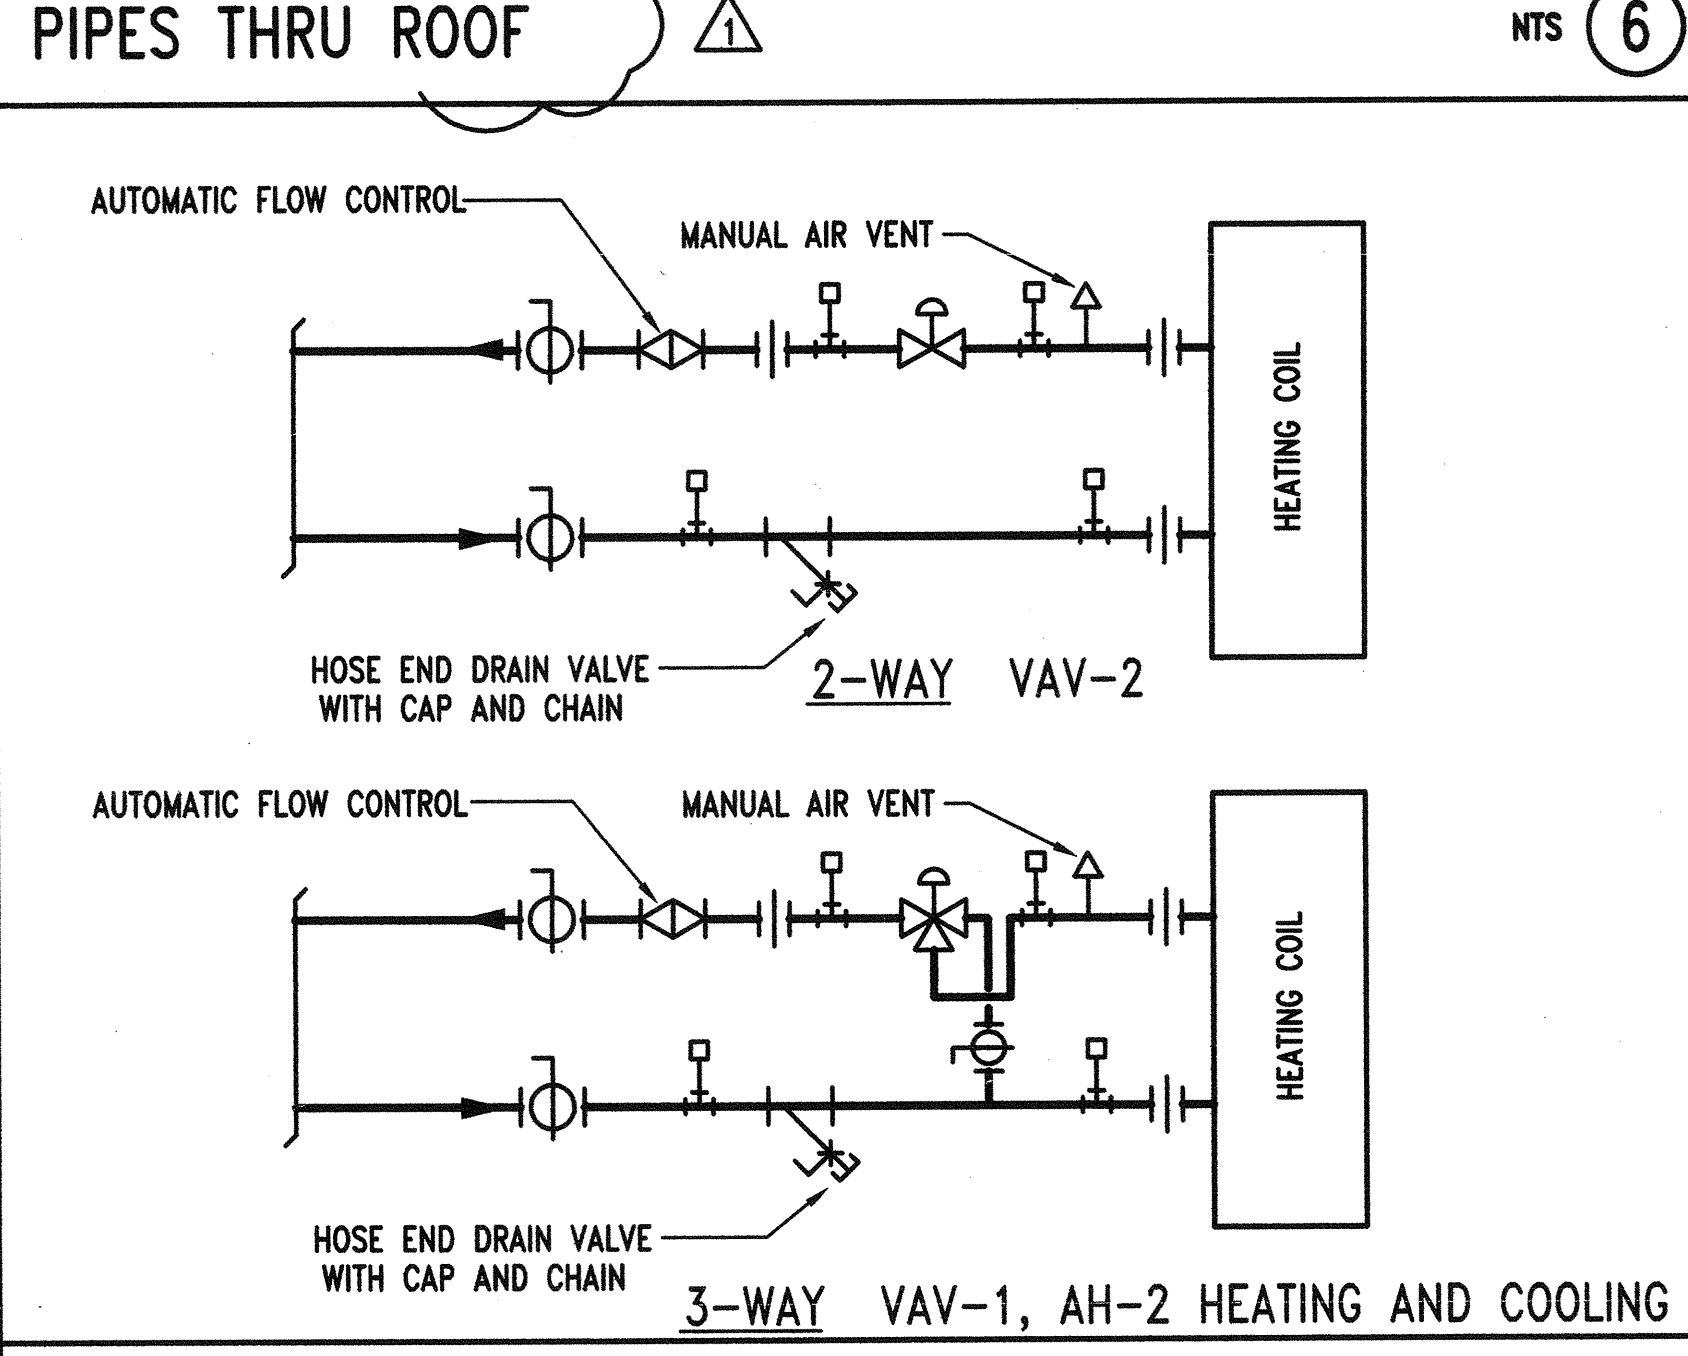 PIPES THRU ROOF
1
NTS
6
AUTOMATIC FLOW CONTROL
MANUAL AIR VENT
HEATING COIL
HOSE END DRAIN VALVE
WITH CAP AND CHAIN
2-WAY VAV-2
AUTOMATIC FLOW CONTROL
MANUAL AIR VENT
HEATING COIL
HOSE END DRAIN VALVE
WITH CAP AND CHAIN
3-WAY VAV-1, AH-2 HEATING AND COOLING